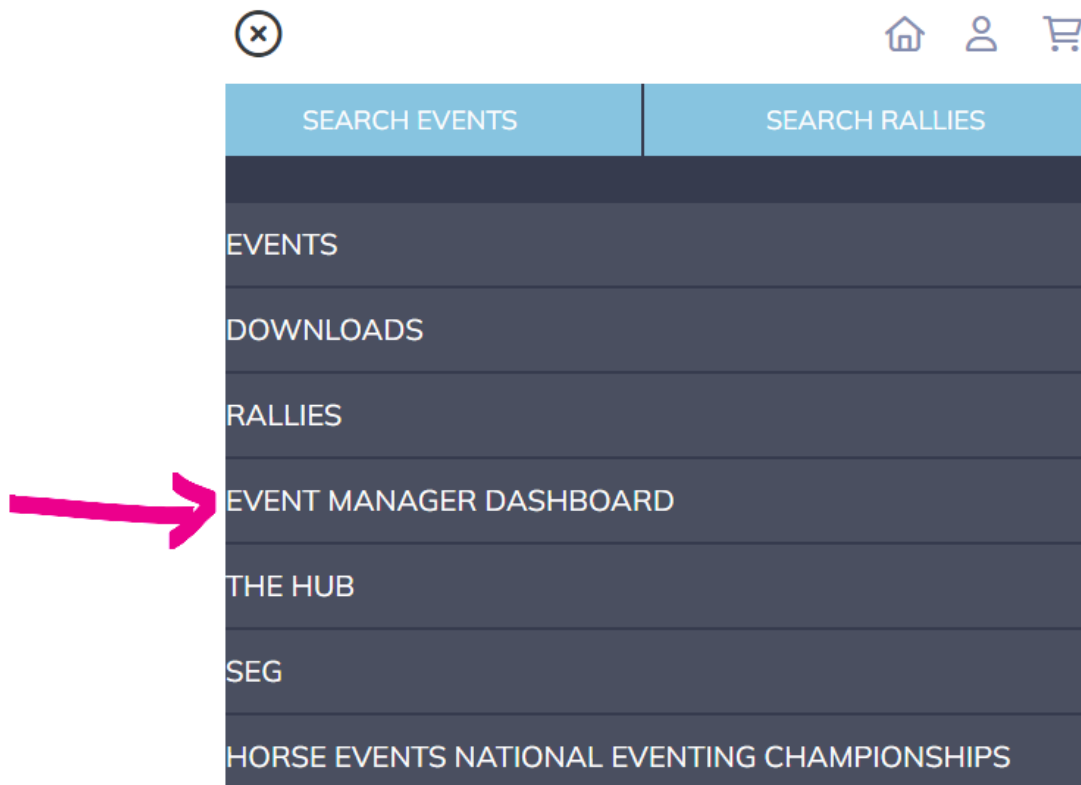 SEARCH EVENTS
SEARCH RALLIES
EVENTS
DOWNLOADS
RALLIES
EVENT MANAGER DASHBOARD
THE HUB
SEG
HORSE EVENTS NATIONAL EVENTING CHAMPIONSHIPS